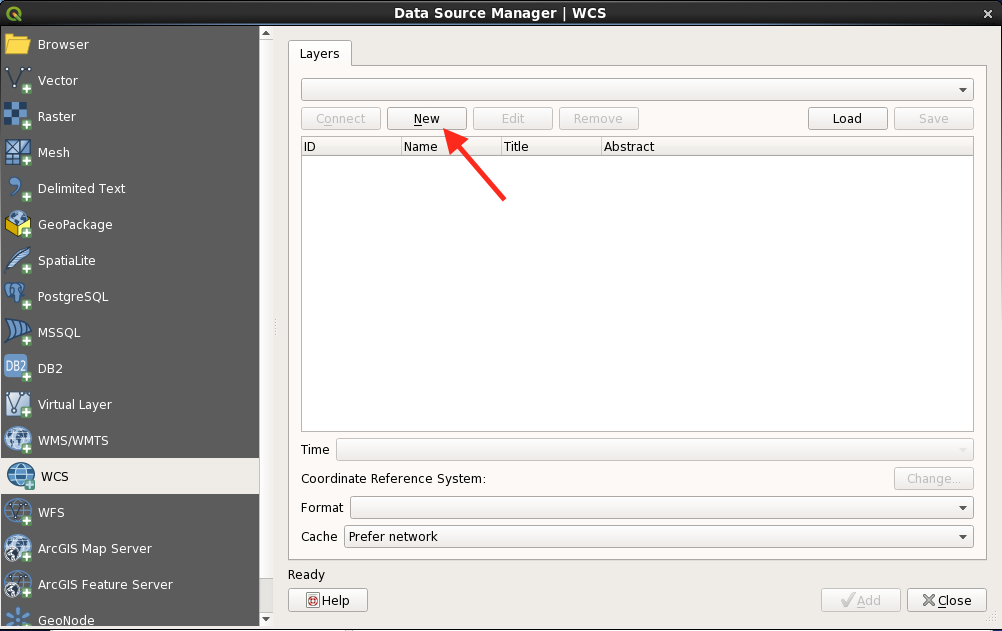 Data Source Manager | WCS
Browser
Vector
Raster
Mesh
Delimited Text
GeoPackage
SpatiaLite
PostgreSQL
MSSQL
DB2
DB2
Virtual Layer
WMS/WMTS
WCS
WFS
ArcGIS Map Server
ArcGIS Feature Server
GeoNode
Layers
Connect New Edit Remove Load Save
ID Name Title Abstract
Time
Coordinate Reference System: Change...
Format
Cache Prefer network
Ready
Help Add Close